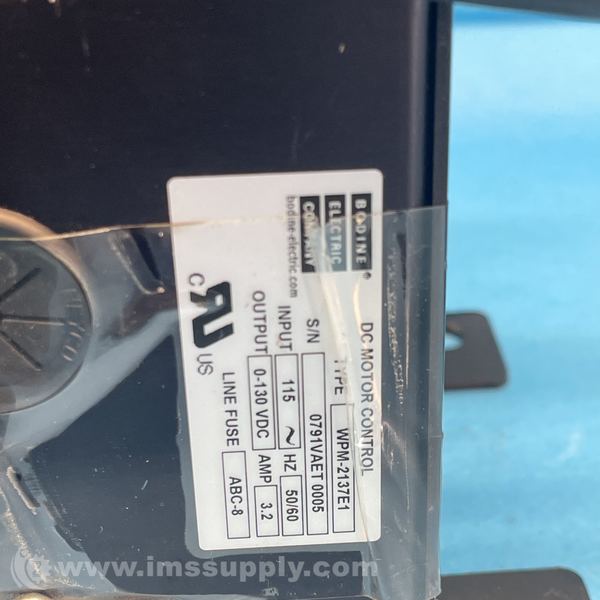 BODINE®
ELECTRIC
COMPANY
bodine-electric.com
DC MOTOR CONTROL
TYPE WPM-2137E1
S/N 0791VAET 0005
INPUT 115 ~ HZ 50/60
OUTPUT 0-130 VDC AMP 3.2
LINE FUSE ABC-8
C US
© www.imssupply.com